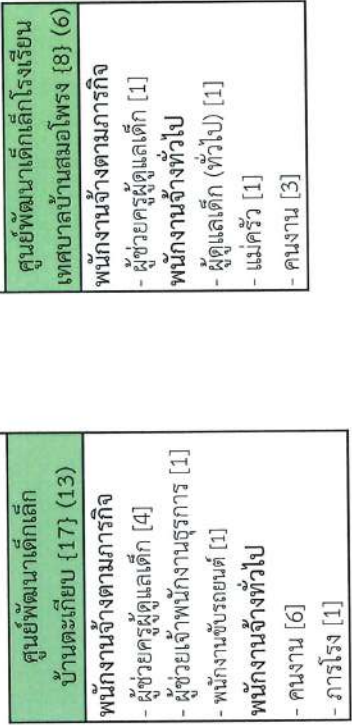 ศูนย์พัฒนาเด็กเล็ก
บ้านตะเกียบ {17} (13)
พนักงานจ้างตามภารกิจ
- ผู้ช่วยครูผู้ดูแลเด็ก [4]
- ผู้ช่วยเจ้าพนักงานธุรการ [1]
- พนักงานขับรถยนต์ [1]
พนักงานจ้างทั่วไป
- คนงาน [6]
- ภารโรง [1]
ศูนย์พัฒนาเด็กเล็กโรงเรียน
เทศบาลบ้านสมอโพรง {8} (6)
พนักงานจ้างตามภารกิจ
- ผู้ช่วยครูผู้ดูแลเด็ก [1]
พนักงานจ้างทั่วไป
- ผู้ดูแลเด็ก (ทั่วไป) [1]
- แม่ครัว [1]
- คนงาน [3]